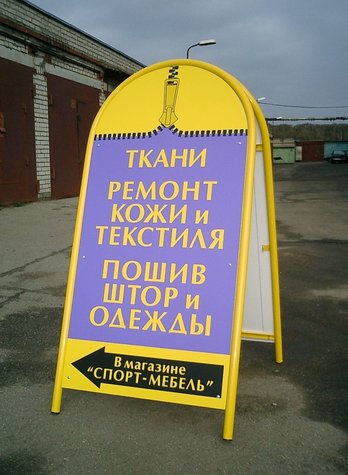 ТКАНИ
РЕМОНТ
КОЖИ и
ТЕКСТИЛЯ
ПОШИВ
ШТОР и
ОДЕЖДЫ
В магазине
"СПОРТ-МЕБЕЛЬ"